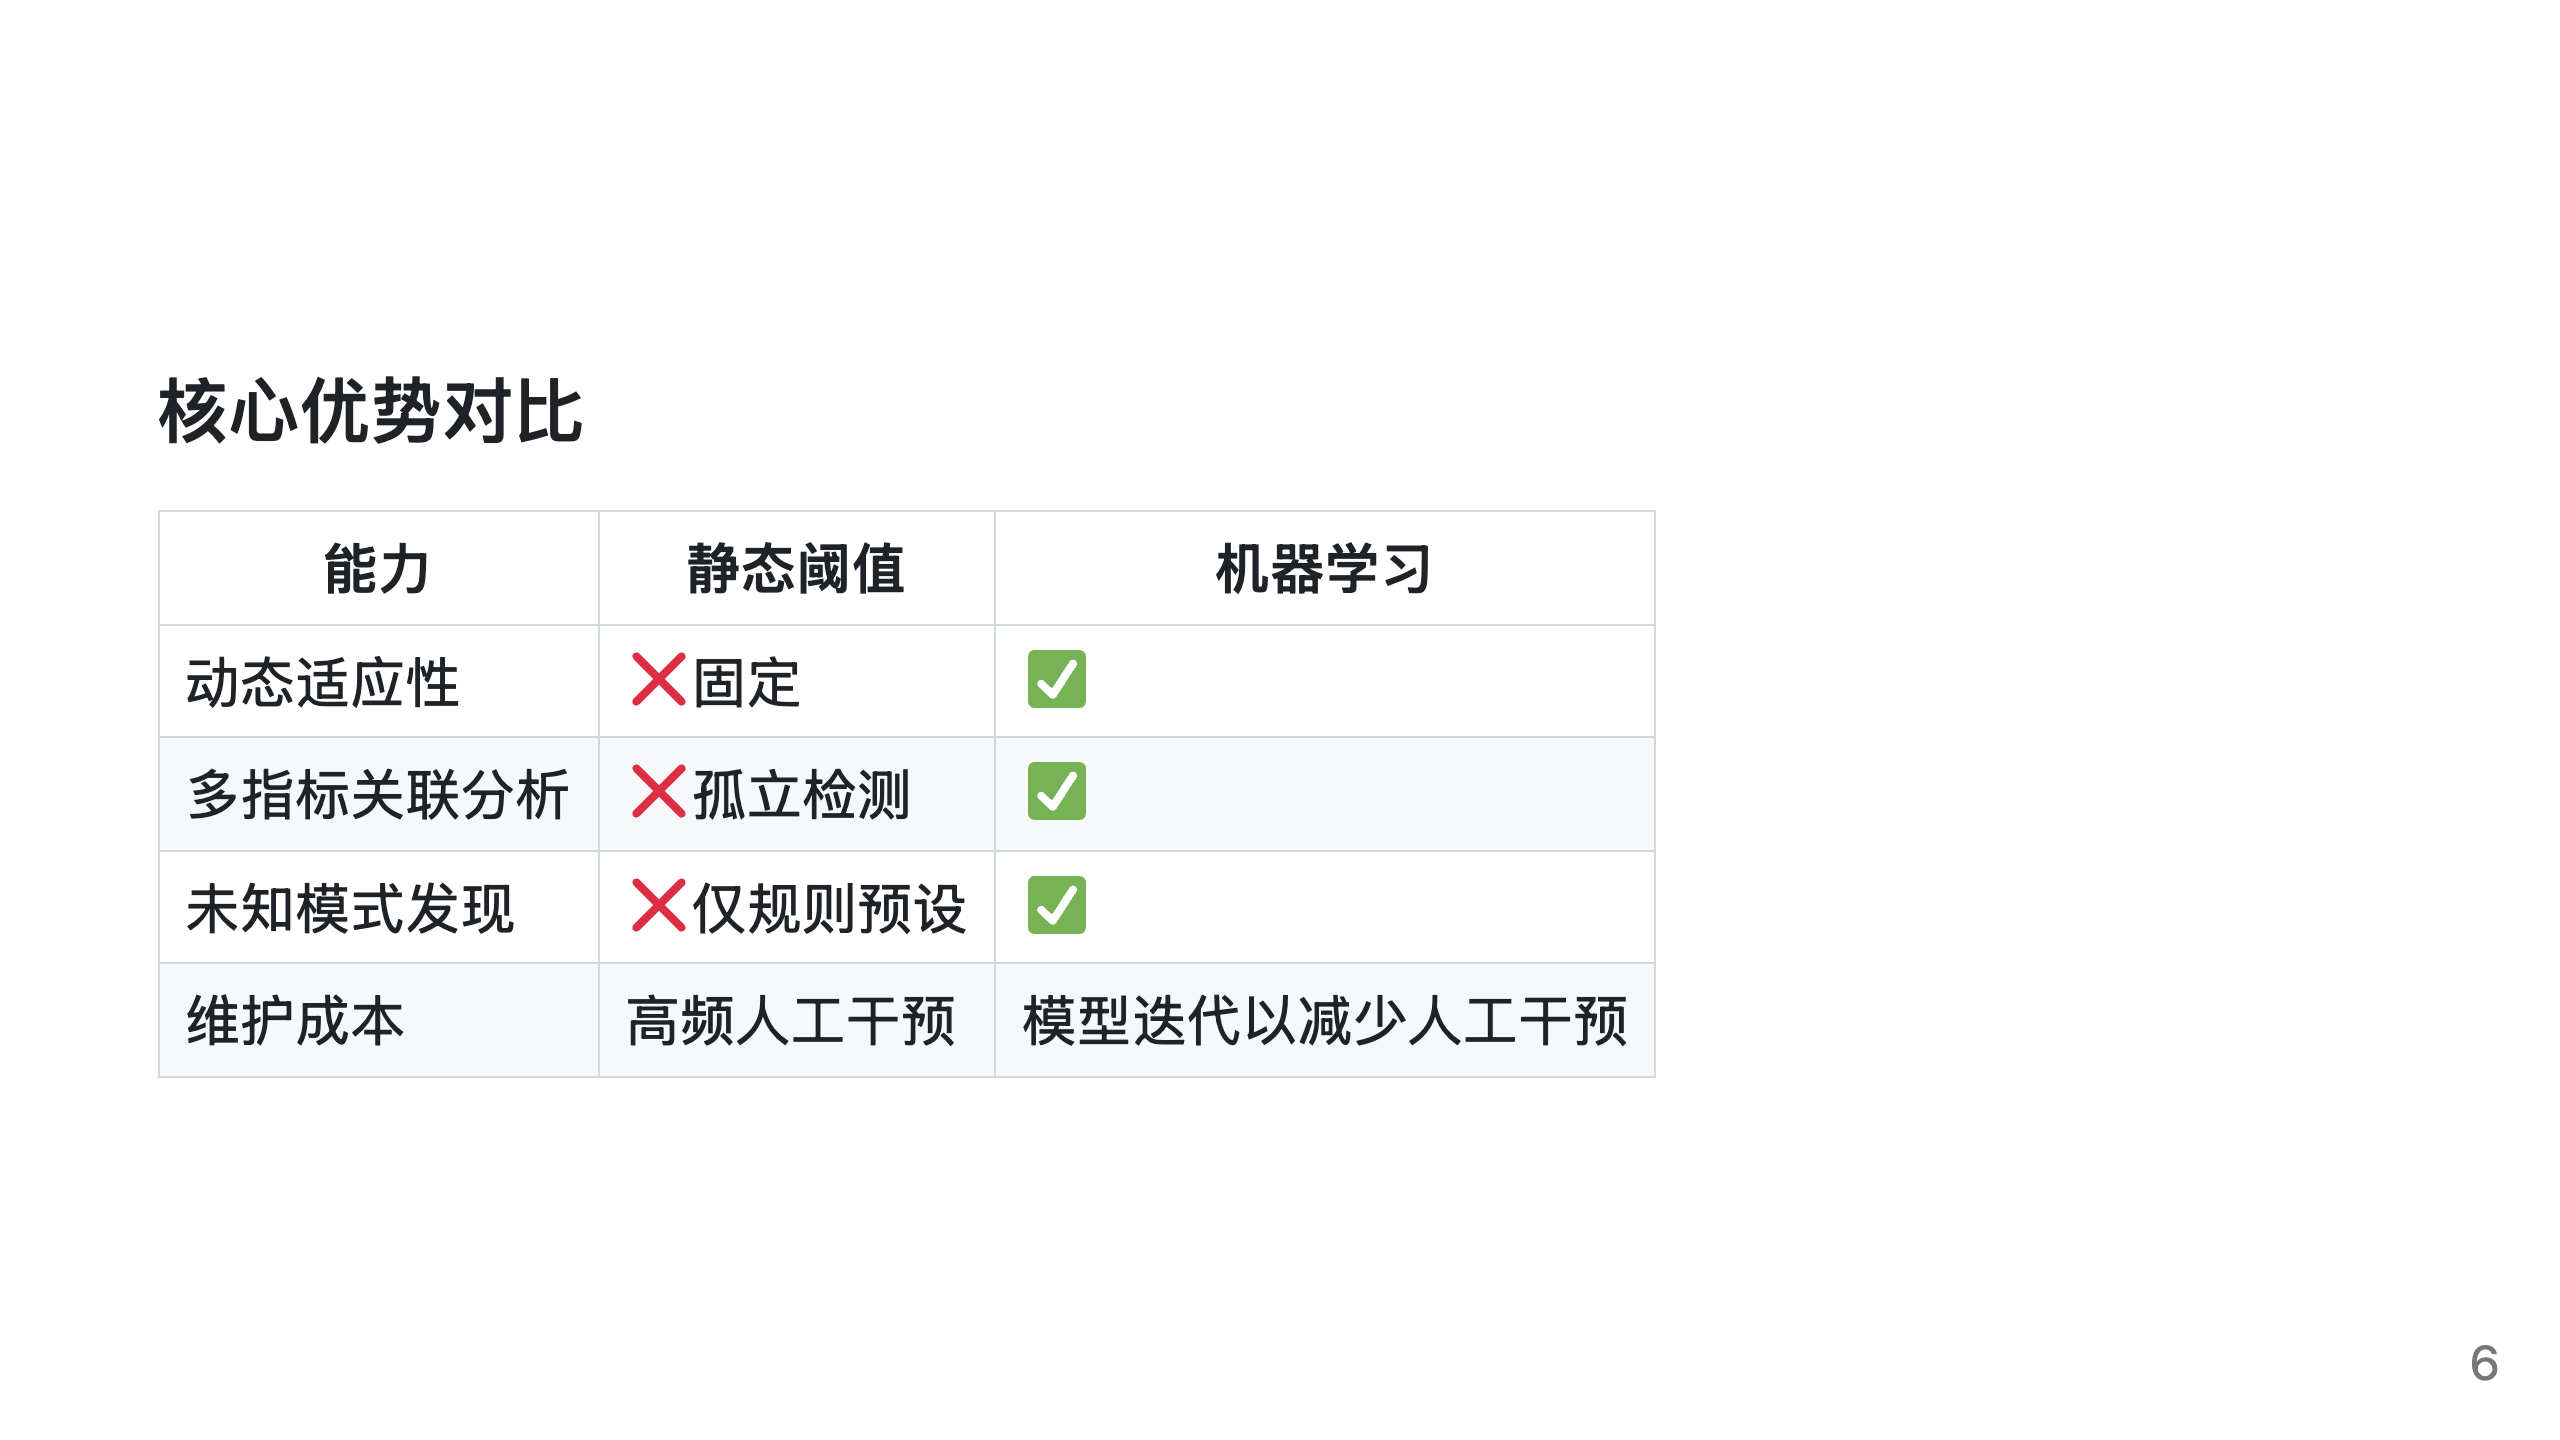 核心优势对比
能力 静态阈值 机器学习
动态适应性 ❌固定 ✅
多指标关联分析 ❌孤立检测 ✅
未知模式发现 ❌仅规则预设 ✅
维护成本 高频人工干预 模型迭代以减少人工干预
6